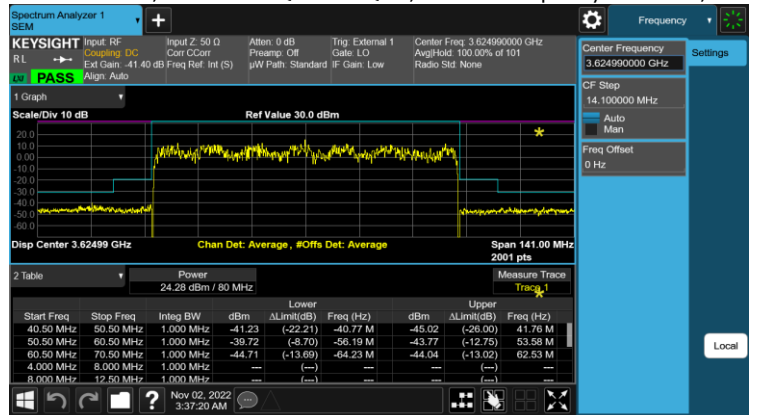 Spectrum Analyzer 1
SEM
Frequency
KEYSIGHT
RL
LXI PASS
Input: RF
Coupling: DC
Ext Gain: -41.40 dB
Align: Auto
Input Z: 50 Ω
Corr CCorr
Freq Ref: Int (S)
Atten: 0 dB
Preamp: Off
µW Path: Standard
Trig: External 1
Gate: LO
IF Gain: Low
Center Freq: 3.624990000 GHz
Avg|Hold: 100.00% of 101
Radio Std: None
Center Frequency
3.624990000 GHz
Settings
CF Step
14.100000 MHz
Auto
Man
Freq Offset
0 Hz
1 Graph
Scale/Div 10 dB
Ref Value 30.0 dBm
20.0
10.0
0.00
-10.0
-20.0
-30.0
-40.0
-50.0
-60.0
Disp Center 3.62499 GHz
Chan Det: Average, #Offs Det: Average
Span 141.00 MHz
2001 pts
2 Table
Power
24.28 dBm / 80 MHz
Measure Trace
Trace 1
Lower Upper
Start Freq Stop Freq Integ BW dBm ΔLimit(dB) Freq (Hz) dBm ΔLimit(dB) Freq (Hz)
40.50 MHz 50.50 MHz 1.000 MHz -41.23 (-22.21) -40.77 M -45.02 (-26.00) 41.76 M
50.50 MHz 60.50 MHz 1.000 MHz -39.72 (-8.70) -56.19 M -43.77 (-12.75) 53.58 M
60.50 MHz 70.50 MHz 1.000 MHz -44.71 (-13.69) -64.23 M -44.04 (-13.02) 62.53 M
4.000 MHz 8.000 MHz 1.000 MHz --- (---) --- --- (---) ---
8.000 MHz 12.50 MHz 1.000 MHz --- (---) --- --- (---) ---
Local
?
Nov 02, 2022
3:37:20 AM